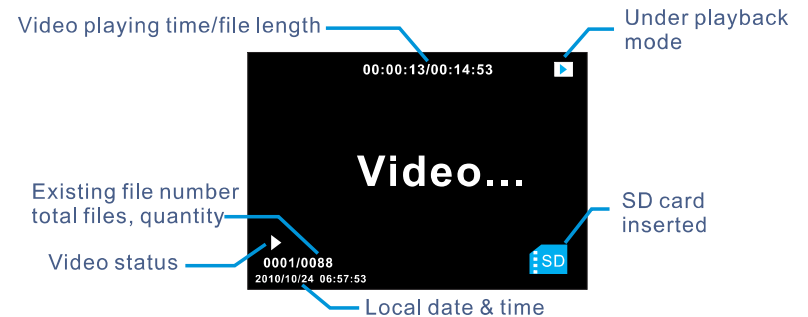 Video playing time/file length
Under playback
mode
00:00:13/00:14:53
Video...
Existing file number
total files, quantity
SD card
inserted
SD
Video status
0001/0088
2010/10/24 06:57:53
Local date & time